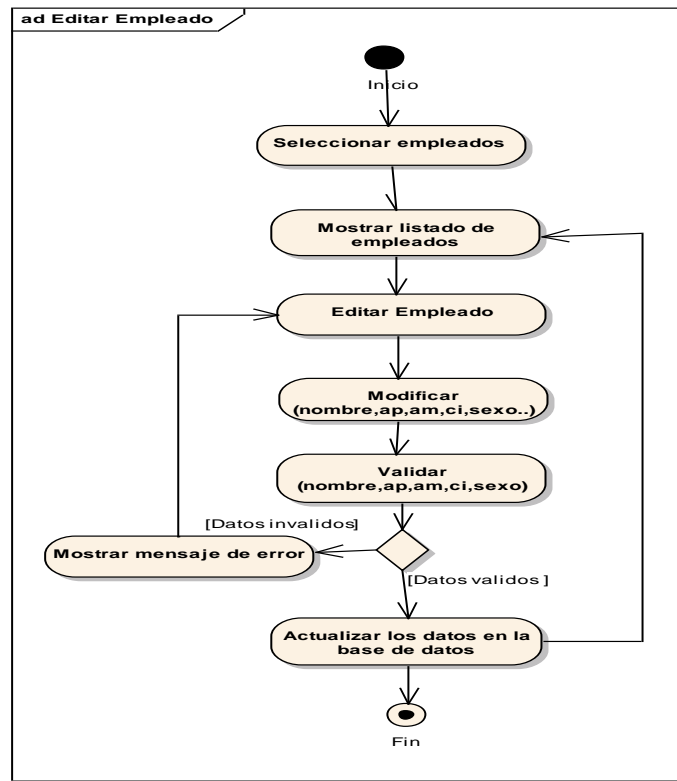 ad Editar Empleado
Inicio
Seleccionar empleados
Mostrar listado de
empleados
Editar Empleado
Modificar
(nombre,ap,am,ci,sexo..)
Validar
(nombre,ap,am,ci,sexo)
[Datos invalidos]
Mostrar mensaje de error
[Datos validos ]
Actualizar los datos en la
base de datos
Fin